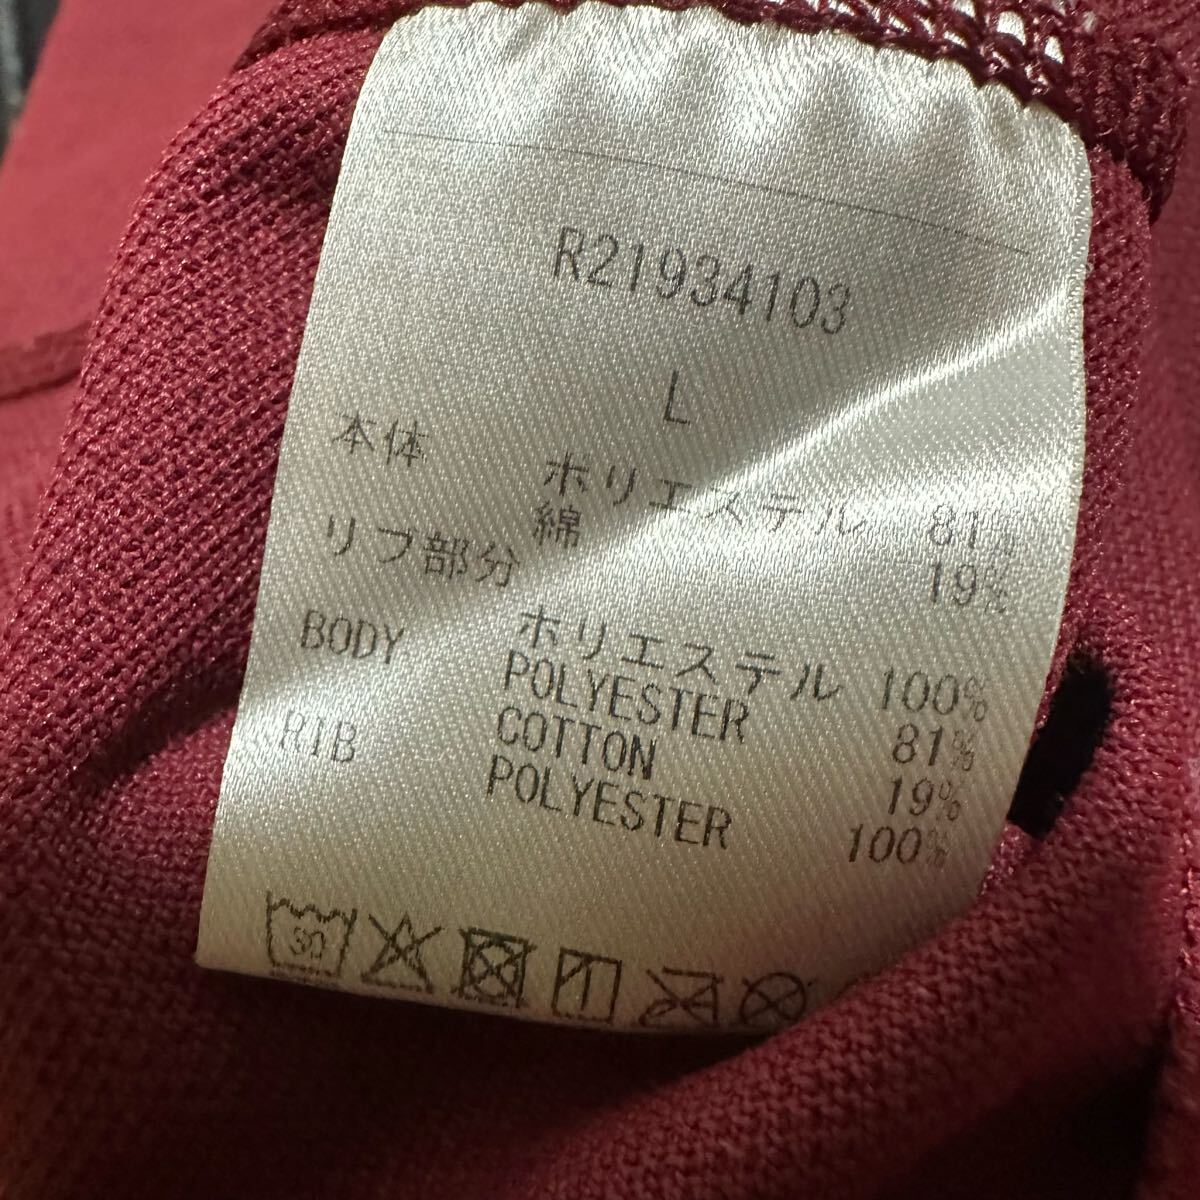 R21934103
L
本体 ポリエステル 81%
綿 19%
リブ部分
ポリエステル 100%
BODY POLYESTER 81%
COTTON 19%
RIB POLYESTER 100%
30